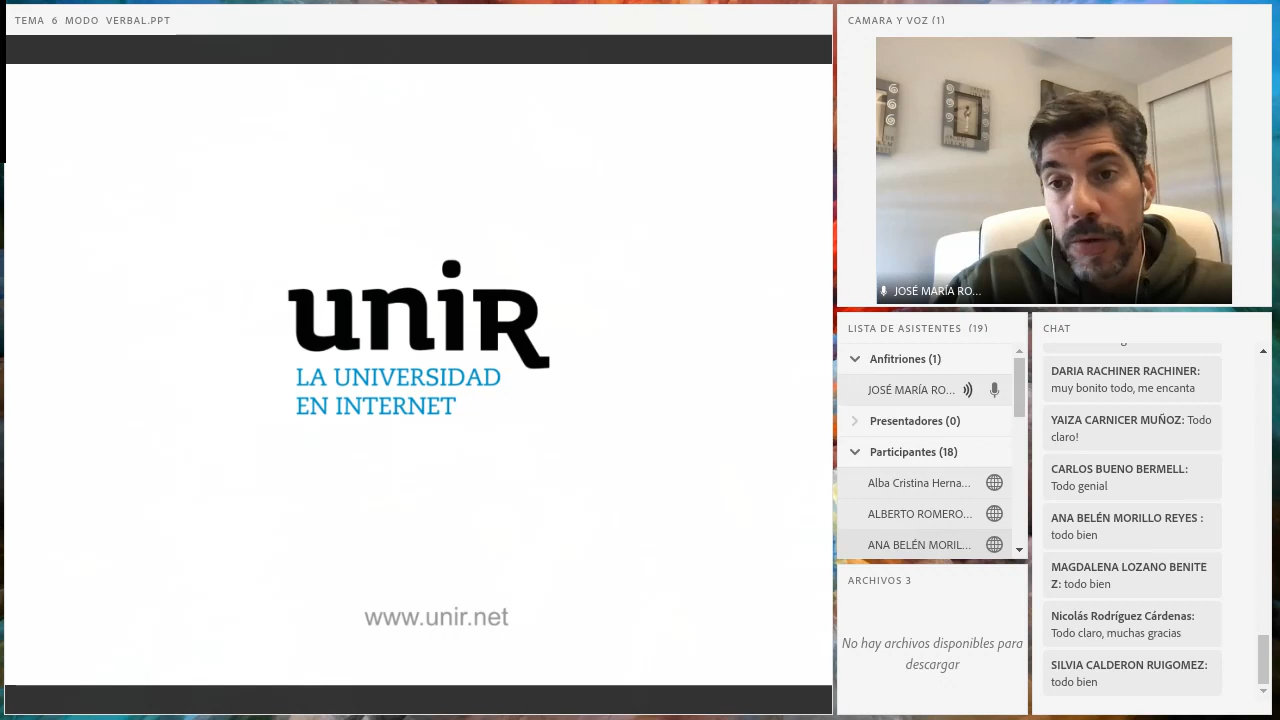 TEMA 6 MODO VERBAL.PPT
unir
LA UNIVERSIDAD
EN INTERNET
www.unir.net
CAMARA Y VOZ (1)
JOSÉ MARÍA RO...
LISTA DE ASISTENTES (19)
Anfitriones (1)
JOSÉ MARÍA RO...
Presentadores (0)
Participantes (18)
Alba Cristina Herna...
ALBERTO ROMERO...
ANA BELÉN MORIL...
ARCHIVOS 3
No hay archivos disponibles para
descargar
CHAT
DARIA RACHINER RACHINER:
muy bonito todo, me encanta
YAIZA CARNICER MUÑOZ: Todo
claro!
CARLOS BUENO BERMELL:
Todo genial
ANA BELÉN MORILLO REYES :
todo bien
MAGDALENA LOZANO BENITE
Z: todo bien
Nicolás Rodríguez Cárdenas:
Todo claro, muchas gracias
SILVIA CALDERON RUIGOMEZ:
todo bien